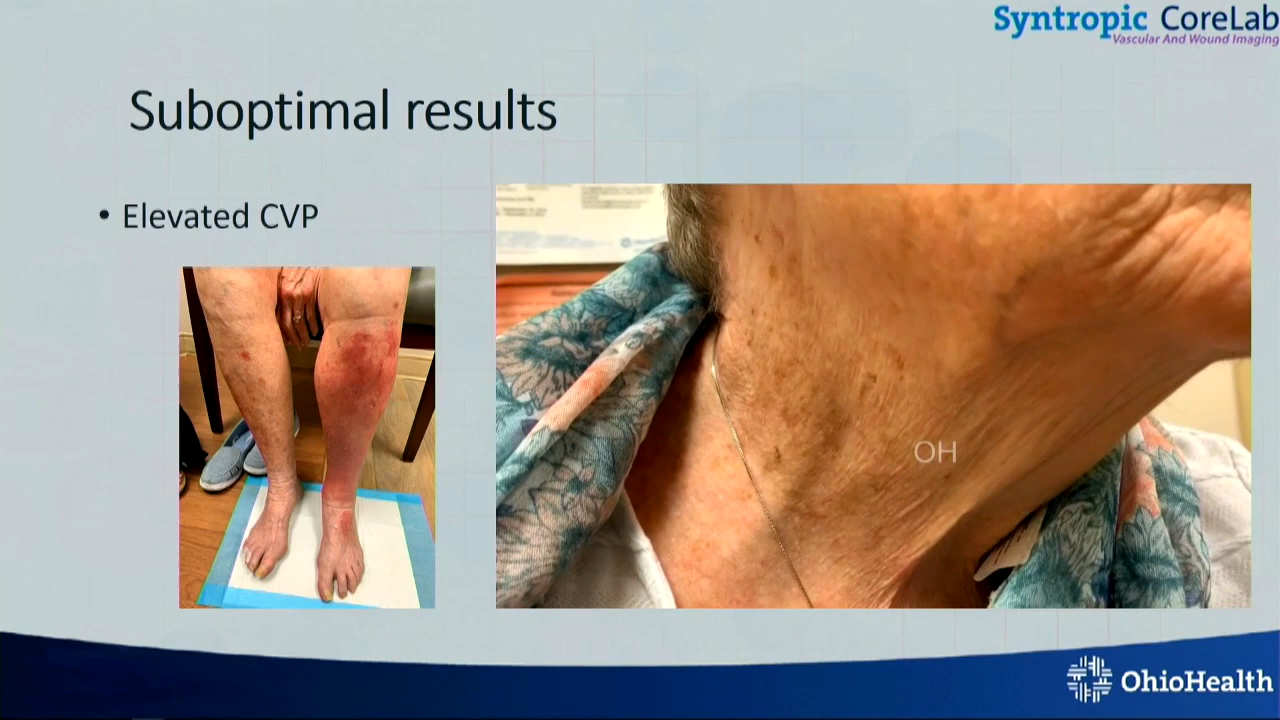 Syntropic CoreLab
Vascular And Wound Imaging
Suboptimal results
• Elevated CVP
OH
OhioHealth